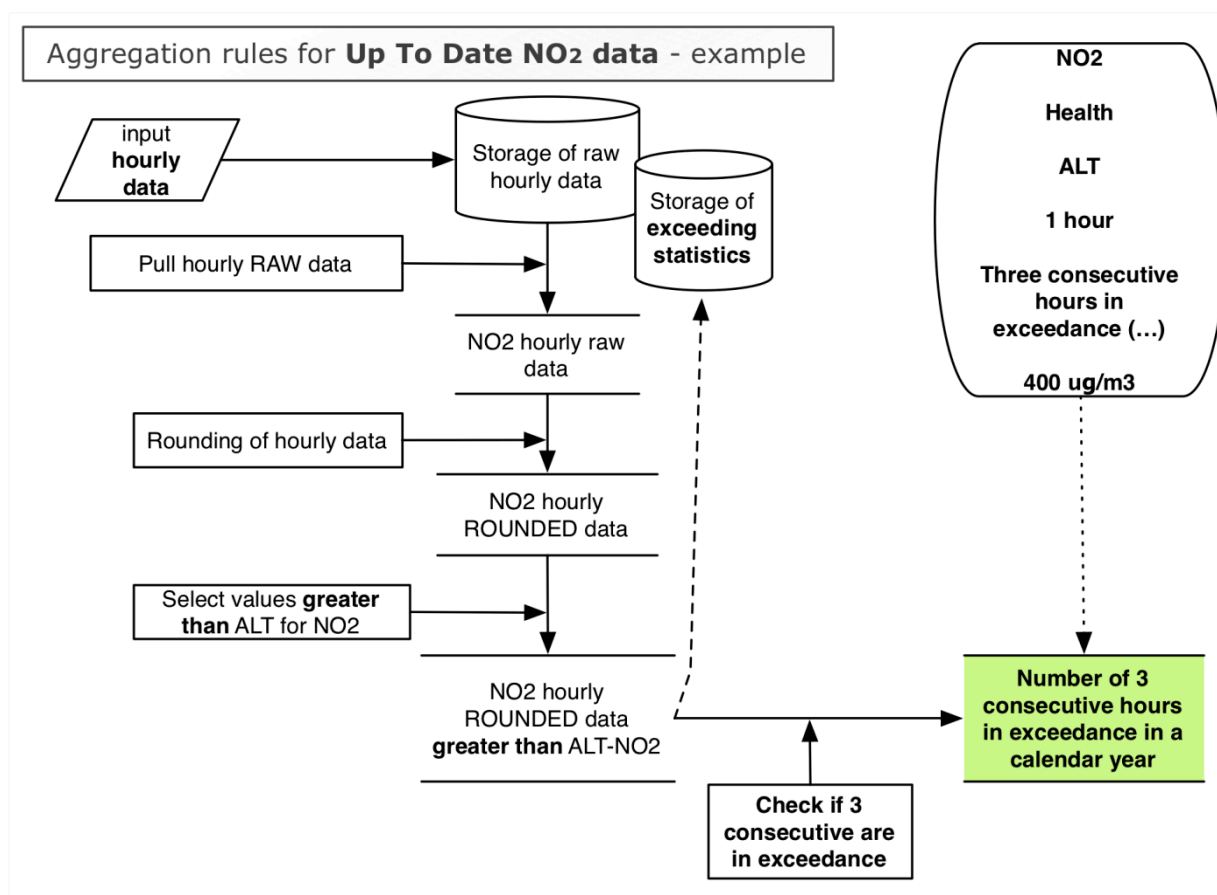 Aggregation rules for Up To Date NO2 data - example
input
hourly
data
Storage of raw
hourly data
Storage of
exceeding
statistics
Pull hourly RAW data
NO2 hourly raw
data
Rounding of hourly data
NO2 hourly
ROUNDED data
Select values greater
than ALT for NO2
NO2 hourly
ROUNDED data
greater than ALT-NO2
Check if 3
consecutive are
in exceedance
NO2
Health
ALT
1 hour
Three consecutive
hours in
exceedance (...)
400 ug/m3
Number of 3
consecutive hours
in exceedance in a
calendar year